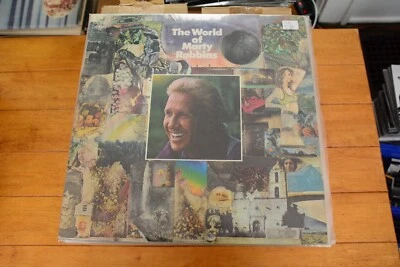 The World
of
Marty
Robbins